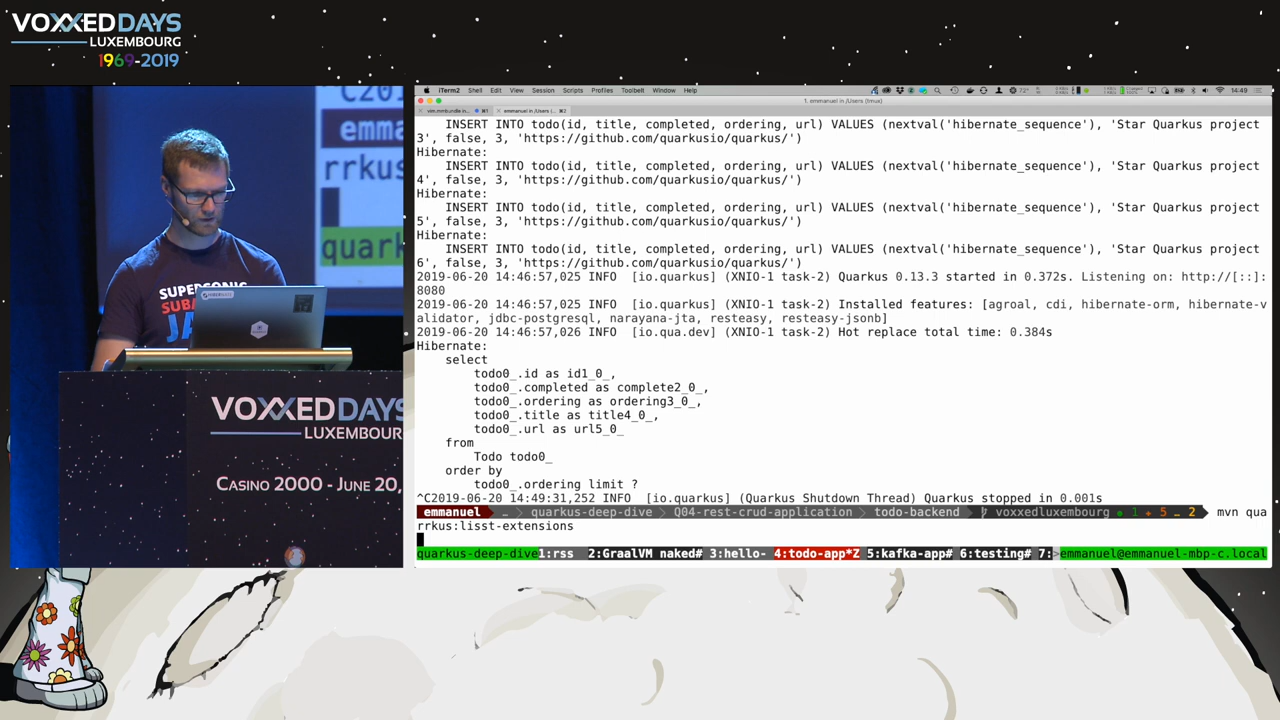 VOXXEDDAYS
LUXEMBOURG
1969-2019
C201
emma
rrkus
quark
SUPERSONIC
JA
VOXXEDDAYS
LUXEMBOURG
CASINO 2000 - JUNE 20,
iTerm2 Shell Edit View Session Scripts Profiles Toolbelt Window Help
14:49
1. emmanuel in /Users (tmux)
INSERT INTO todo(id, title, completed, ordering, url) VALUES (nextval('hibernate_sequence'), 'Star Quarkus project
3', false, 3, 'https://github.com/quarkusio/quarkus/')
Hibernate:
INSERT INTO todo(id, title, completed, ordering, url) VALUES (nextval('hibernate_sequence'), 'Star Quarkus project
4', false, 3, 'https://github.com/quarkusio/quarkus/')
Hibernate:
INSERT INTO todo(id, title, completed, ordering, url) VALUES (nextval('hibernate_sequence'), 'Star Quarkus project
5', false, 3, 'https://github.com/quarkusio/quarkus/')
Hibernate:
INSERT INTO todo(id, title, completed, ordering, url) VALUES (nextval('hibernate_sequence'), 'Star Quarkus project
6', false, 3, 'https://github.com/quarkusio/quarkus/')
2019-06-20 14:46:57,025 INFO [io.quarkus] (XNIO-1 task-2) Quarkus 0.13.3 started in 0.372s. Listening on: http://[::]:
8080
2019-06-20 14:46:57,025 INFO [io.quarkus] (XNIO-1 task-2) Installed features: [agroal, cdi, hibernate-orm, hibernate-v
alidator, jdbc-postgresql, narayana-jta, resteasy, resteasy-jsonb]
2019-06-20 14:46:57,026 INFO [io.qua.dev] (XNIO-1 task-2) Hot replace total time: 0.384s
Hibernate:
select
todo0_.id as id1_0_,
todo0_.completed as complete2_0_,
todo0_.ordering as ordering3_0_,
todo0_.title as title4_0_,
todo0_.url as url5_0_
from
Todo todo0_
order by
todo0_.ordering limit ?
^C2019-06-20 14:49:31,252 INFO [io.quarkus] (Quarkus Shutdown Thread) Quarkus stopped in 0.001s
emmanuel … quarkus-deep-dive Q04-rest-crud-application todo-backend voxxedluxembourg 1 5 … 2 mvn qua
rrkus:lisst-extensions
quarkus-deep-dive1:rss 2:GraalVM naked# 3:hello- 4:todo-app*Z 5:kafka-app# 6:testing# 7:>emmanuel@emmanuel-mbp-c.local